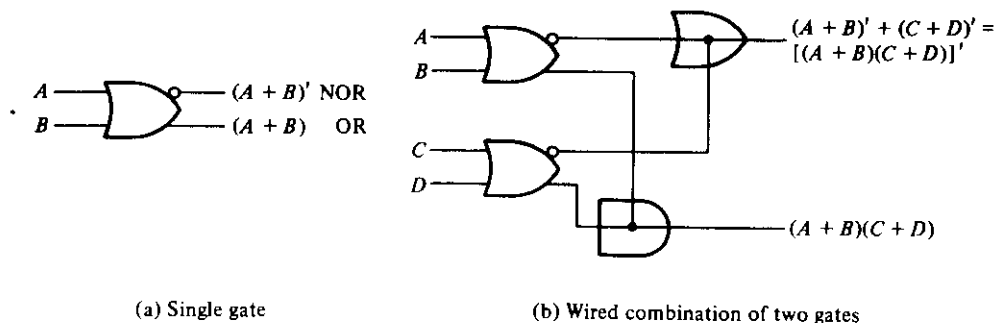 A
B
(A + B)' NOR
(A + B) OR
(a) Single gate
A
B
C
D
(A + B)' + (C + D)' =
[(A + B)(C + D)]'
(A + B)(C + D)
(b) Wired combination of two gates